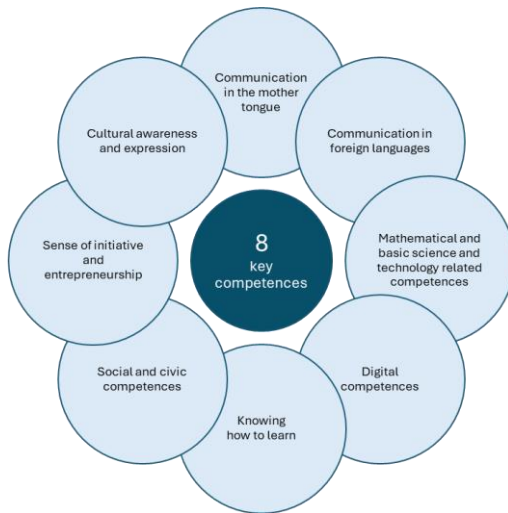 Communication
in the mother
tongue
Communication in
foreign languages
Mathematical and
basic science and
technology related
competences
Digital
competences
Knowing
how to learn
Social and civic
competences
Sense of initiative
and
entrepreneurship
Cultural awareness
and expression
8
key
competences